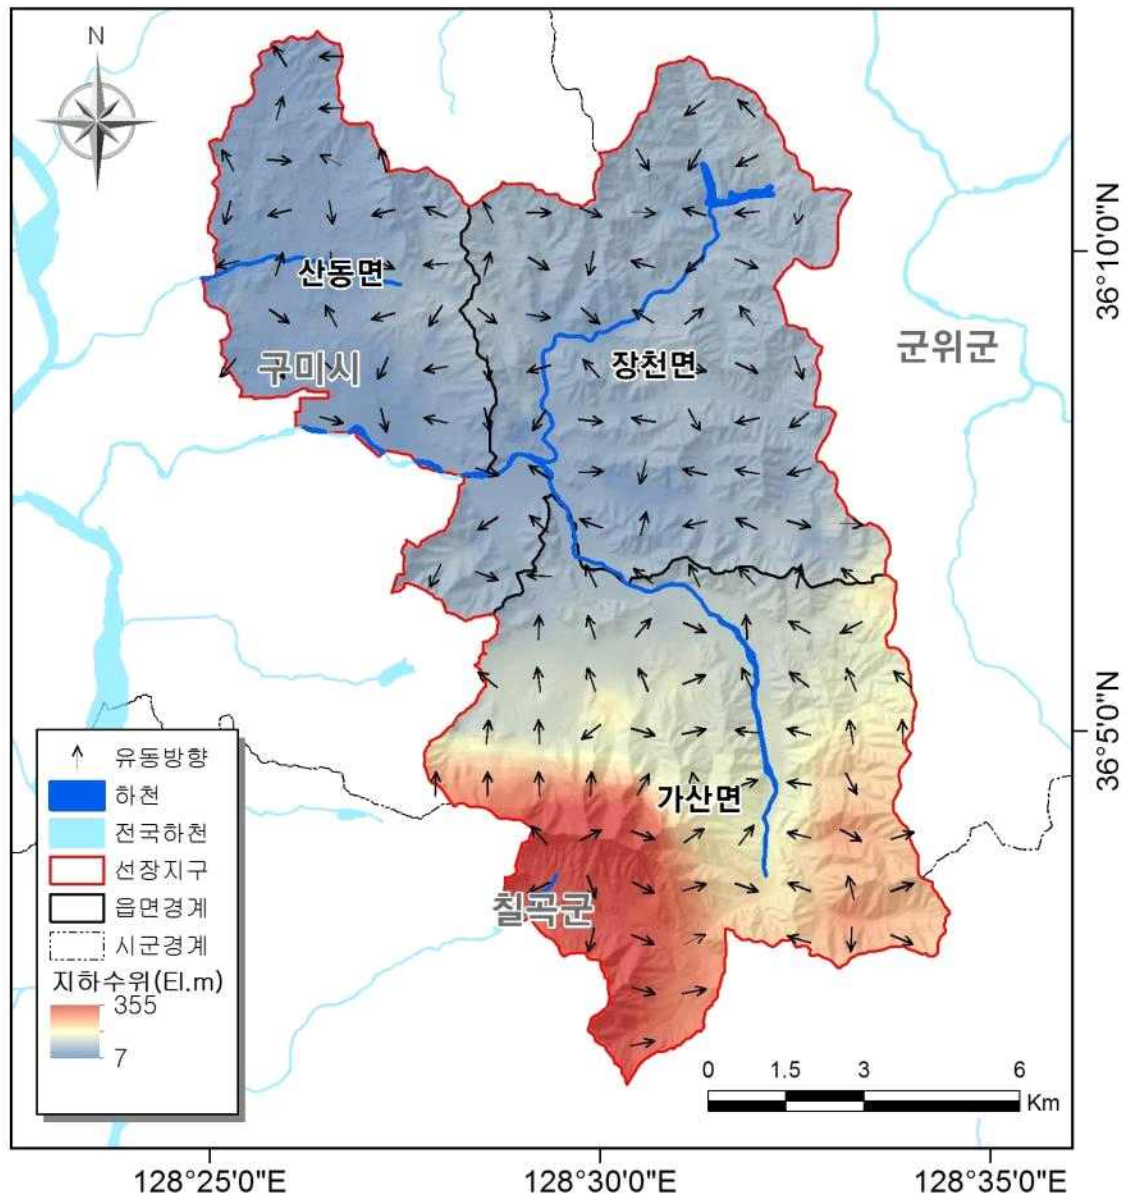 N
산동면
구미시
장천면
군위군
36°10'0"N
36°5'0"N
가산면
칠곡군
유동방향
하천
전국하천
선장지구
읍면경계
시군경계
지하수위(El.m)
355
7
0 1.5 3 6
Km
128°25'0"E 128°30'0"E 128°35'0"E